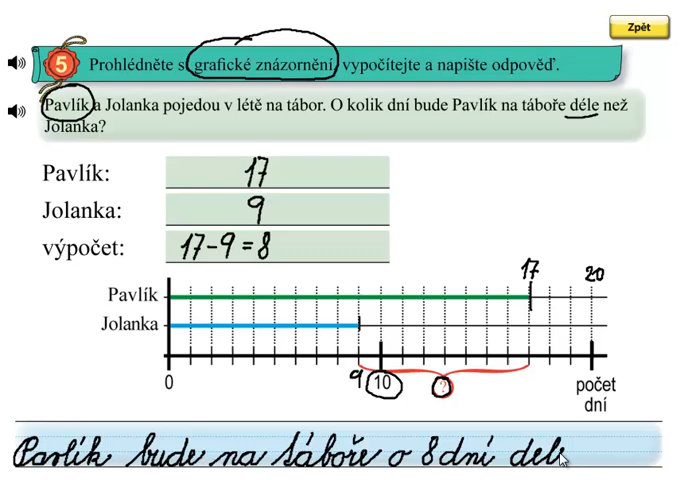 Zpět
5 Prohlédněte si grafické znázornění, vypočítejte a napište odpověď.
Pavlík a Jolanka pojedou v létě na tábor. O kolik dní bude Pavlík na táboře déle než
Jolanka?
Pavlík: 17
Jolanka: 9
výpočet: 17-9=8
17 20
Pavlík
Jolanka
0 9 10 ? počet
dní
Pavlík bude na táboře o 8 dní dele